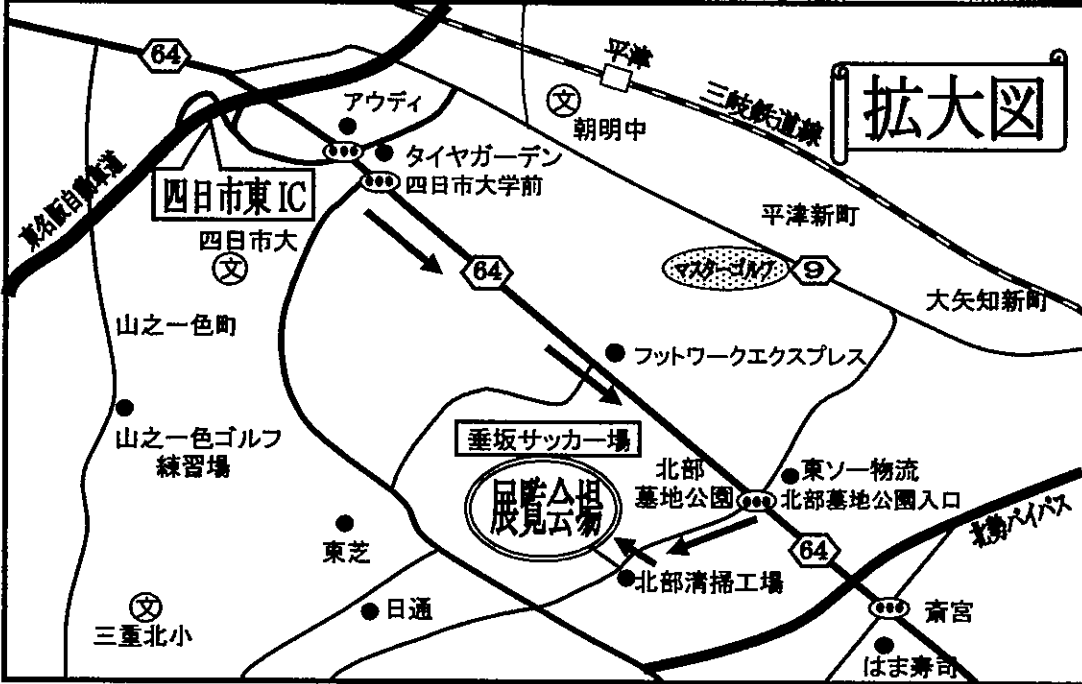 64
平津
三岐鉄道線
拡大図
アウディ
朝明中
文
タイヤガーデン
四日市大学前
四日市東IC
東名阪自動車道
四日市大
文
平津新町
64
マスターゴルフ
9
大矢知新町
山之一色町
フットワークエクスプレス
山之一色ゴルフ
練習場
垂坂サッカー場
展覧会場
北部
墓地公園
東ソー物流
北部墓地公園入口
北勢バイパス
東芝
64
北部清掃工場
日通
文
三重北小
斎宮
はま寿司